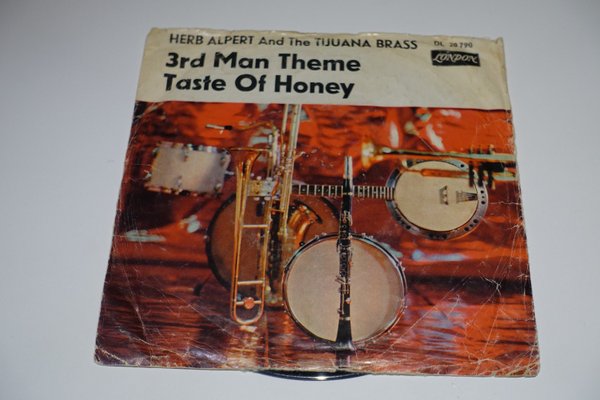 HERB ALPERT And The TIJUANA BRASS
DL 20 790
LONDON
3rd Man Theme
Taste Of Honey